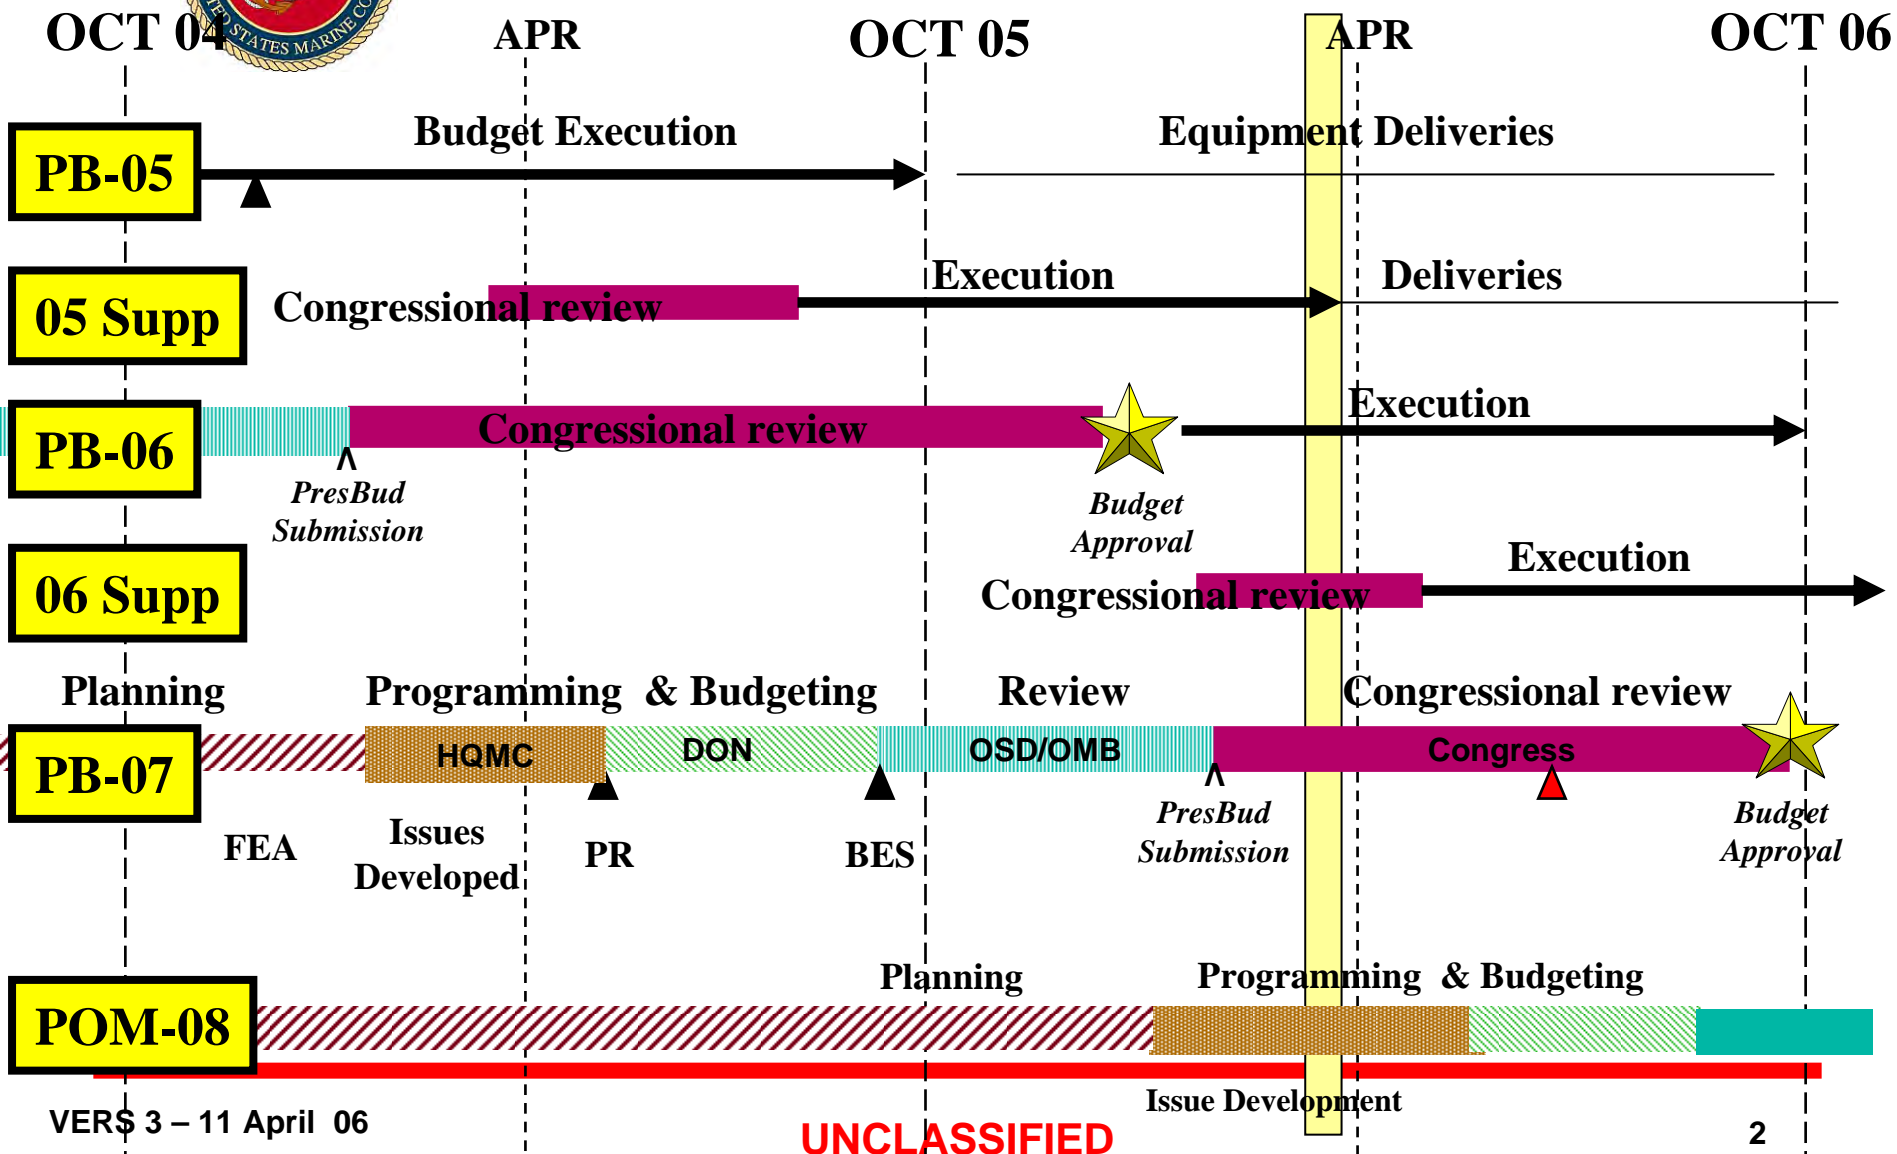 OCT 04
APR
OCT 05
APR
OCT 06
STATES MARINE
PB-05
Budget Execution
Equipment Deliveries
05 Supp
Congressional review
Execution
Deliveries
PB-06
Congressional review
Execution
PresBud
Submission
Budget
Approval
06 Supp
Congressional review
Execution
Planning
Programming & Budgeting
Review
Congressional review
PB-07
HQMC
DON
OSD/OMB
Congress
FEA
Issues
Developed
PR
BES
PresBud
Submission
Budget
Approval
Planning
Programming & Budgeting
POM-08
Issue Development
VERS 3 – 11 April 06
UNCLASSIFIED
2